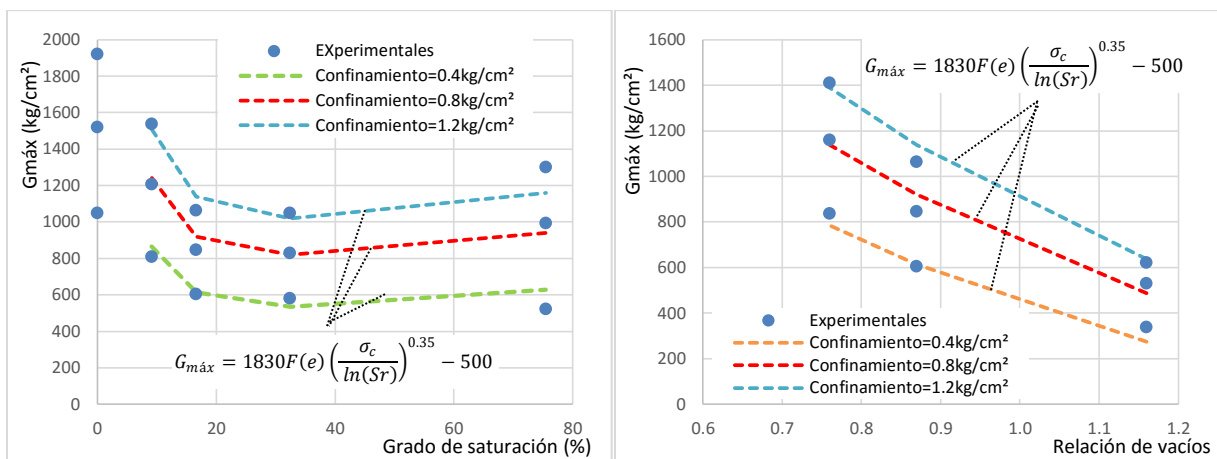 2000
1800
1600
1400
1200
1000
800
600
400
200
0
Gmáx (kg/cm²)
EXperimentales
Confinamiento=0.4kg/cm²
Confinamiento=0.8kg/cm²
Confinamiento=1.2kg/cm²
G_máx = 1830F(e) (σ_c / ln(Sr))^0.35 − 500
0 20 40 60 80
Grado de saturación (%)
1600
1400
1200
1000
800
600
400
200
0
Gmáx (kg/cm²)
G_máx = 1830F(e) (σ_c / ln(Sr))^0.35 − 500
Experimentales
Confinamiento=0.4kg/cm²
Confinamiento=0.8kg/cm²
Confinamiento=1.2kg/cm²
0.6 0.7 0.8 0.9 1.0 1.1 1.2
Relación de vacíos